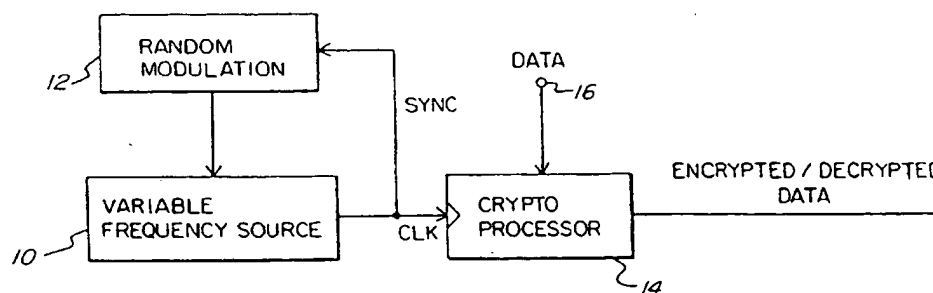 RANDOM
MODULATION
12
DATA
16
SYNC
VARIABLE
FREQUENCY SOURCE
10
CLK
CRYPTO
PROCESSOR
14
ENCRYPTED / DECRYPTED
DATA